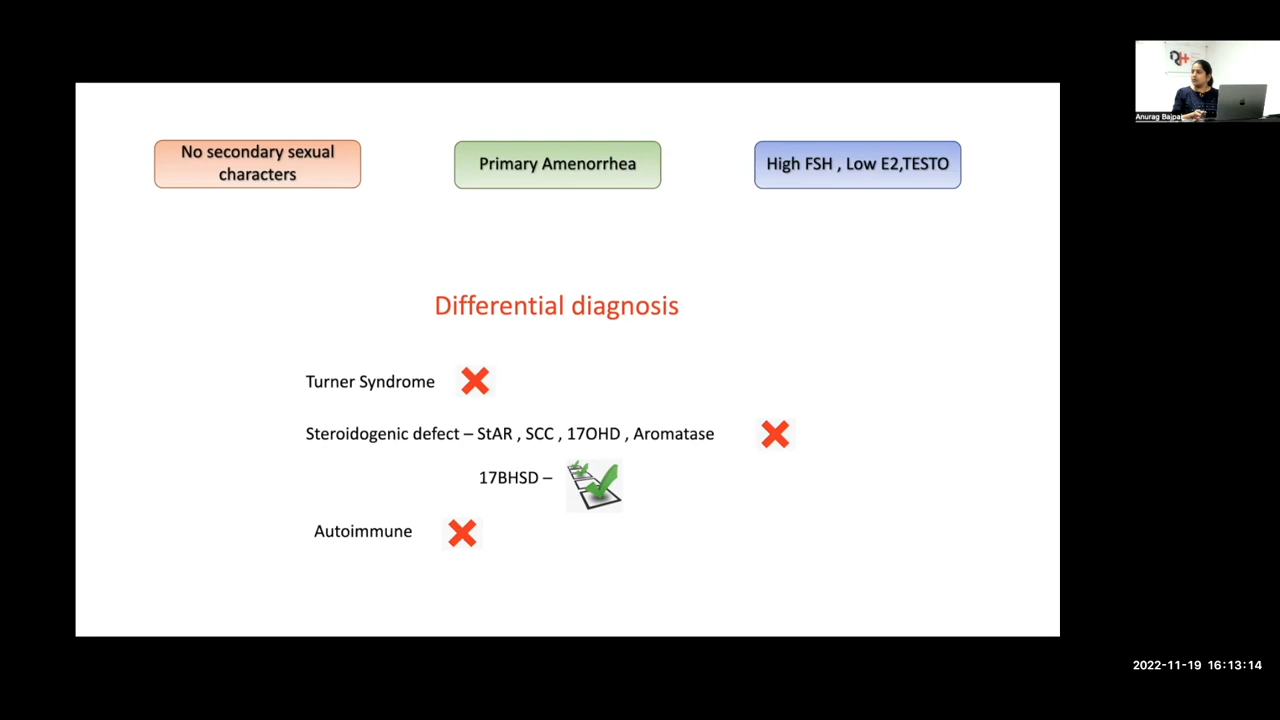 No secondary sexual
characters
Primary Amenorrhea
High FSH , Low E2,TESTO
Differential diagnosis
Turner Syndrome
Steroidogenic defect – StAR , SCC , 17OHD , Aromatase
17BHSD –
Autoimmune
Anurag Bajpai
2022-11-19 16:13:14